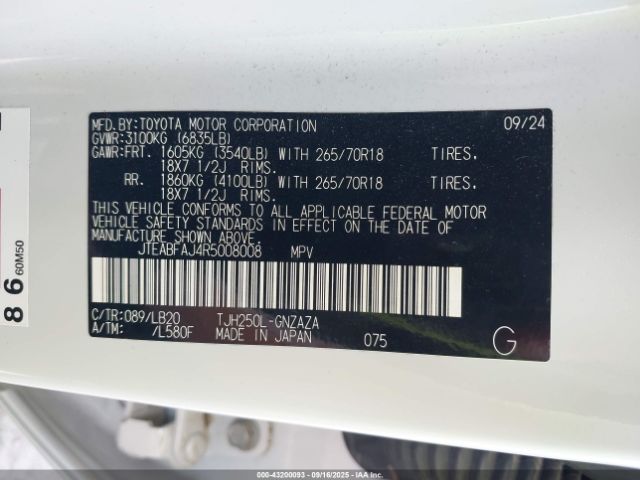 MFD.BY:TOYOTA MOTOR CORPORATION 09/24
GVWR:3100KG (6835LB)
GAWR:FRT. 1605KG (3540LB) WITH 265/70R18 TIRES.
18X7 1/2J RIMS.
RR. 1860KG (4100LB) WITH 265/70R18 TIRES.
18X7 1/2J RIMS.
THIS VEHICLE CONFORMS TO ALL APPLICABLE FEDERAL MOTOR
VEHICLE SAFETY STANDARDS IN EFFECT ON THE DATE OF
MANUFACTURE SHOWN ABOVE.
JTEABFAJ4R5008008 MPV
C/TR:089/LB20 TJH250L-GNZAZA
A/TM: /L580F MADE IN JAPAN 075 G
86
60M50
000-43200093 - 09/16/2025 - COPYRIGHT IAA, LLC